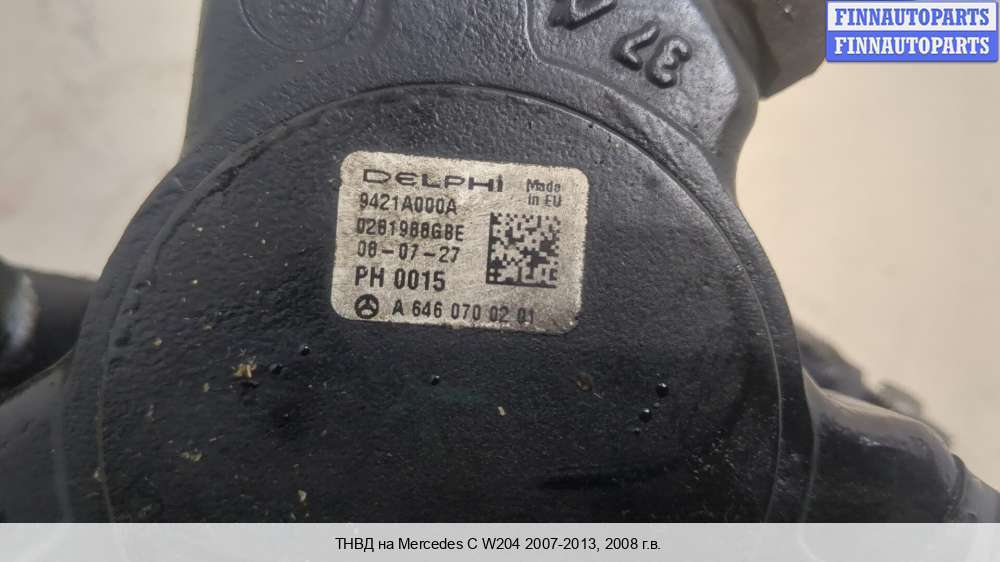 FINNAUTOPARTS
FINNAUTOPARTS
37
DELPHI
Made
in EU
9421A000A
0281988GBE
08-07-27
PH 0015
A 646 070 02 01
ТНВД на Mercedes C W204 2007-2013, 2008 г.в.